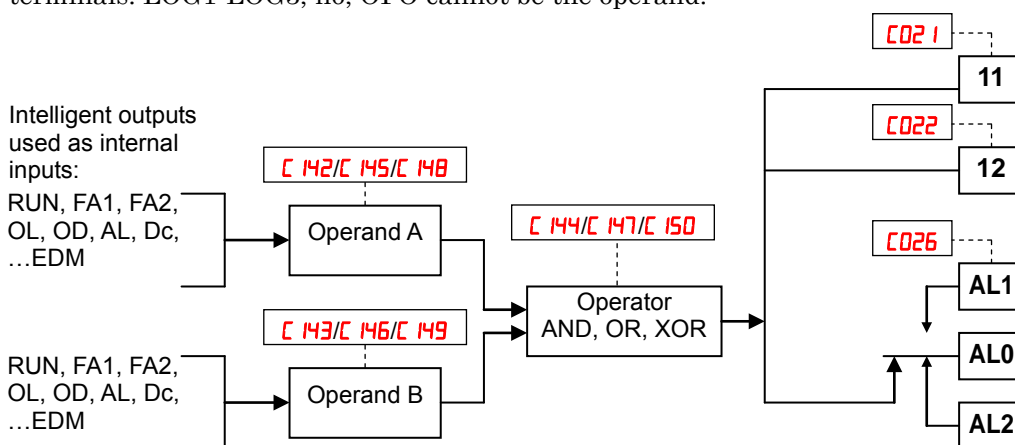 terminals. LOG1-LOG3, no, OPO cannot be the operand.
C021
11
Intelligent outputs
used as internal
inputs:
C022
12
C142/C145/C148
RUN, FA1, FA2,
OL, OD, AL, Dc,
…EDM
Operand A
C144/C147/C150
C026
AL1
Operator
AND, OR, XOR
C143/C146/C149
AL0
RUN, FA1, FA2,
OL, OD, AL, Dc,
…EDM
Operand B
AL2